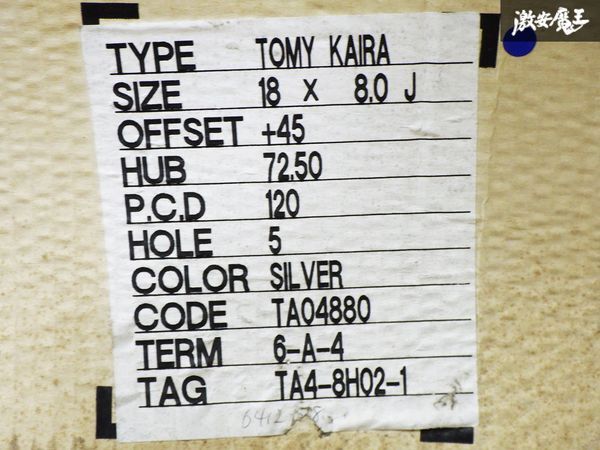 激安魔王
TYPE TOMY KAIRA
SIZE 18 X 8.0 J
OFFSET +45
HUB 72.50
P.C.D 120
HOLE 5
COLOR SILVER
CODE TA04880
TERM 6-A-4
TAG TA4-8H02-1